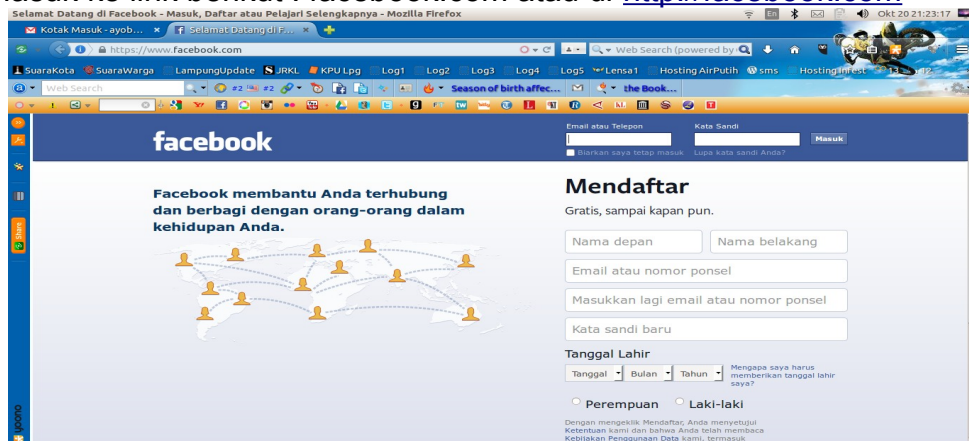 http://facebook.com
Selamat Datang di Facebook - Masuk, Daftar atau Pelajari Selengkapnya - Mozilla Firefox
En
Okt 20 21:23:17
Kotak Masuk - ayob...
Selamat Datang di F...
https://www.facebook.com
Web Search (powered by
SuaraKota SuaraWarga LampungUpdate JRKL KPU Lpg Log1 Log2 Log3 Log4 Log5 Lensa1 HostingAirPutih sms
Web Search
#2 #2 Season of birth affec... the Book...
Share
yoono
facebook
Email atau Telepon
Kata Sandi
Masuk
Biarkan saya tetap masuk
Lupa kata sandi Anda?
Facebook membantu Anda terhubung
dan berbagi dengan orang-orang dalam
kehidupan Anda.
Mendaftar
Gratis, sampai kapan pun.
Nama depan
Nama belakang
Email atau nomor ponsel
Masukkan lagi email atau nomor ponsel
Kata sandi baru
Tanggal Lahir
Tanggal Bulan Tahun
Mengapa saya harus
memberikan tanggal lahir
saya?
Perempuan Laki-laki
Dengan mengeklik Mendaftar, Anda menyetujui
Ketentuan kami dan bahwa Anda telah membaca
Kebijakan Penggunaan Data kami, termasuk